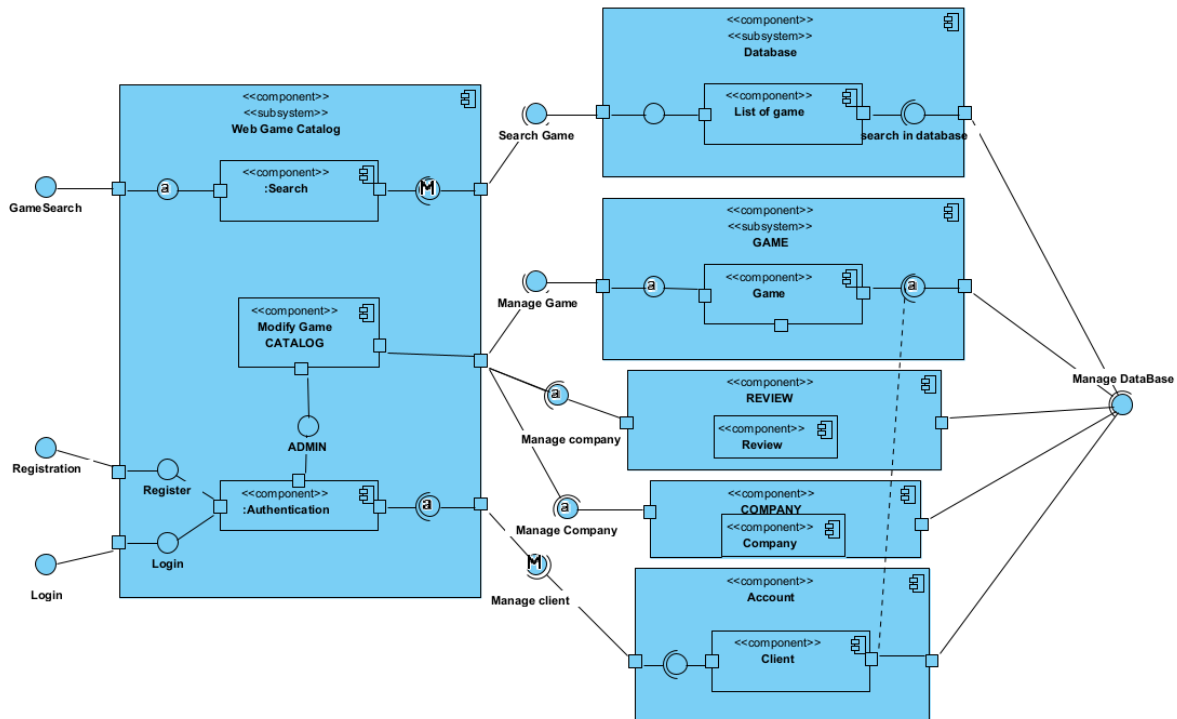 <<component>>
<<subsystem>>
Web Game Catalog
<<component>>
:Search
a
M
GameSearch
<<component>>
Modify Game
CATALOG
ADMIN
Registration
Register
<<component>>
:Authentication
a
Login
Login
Search Game
Manage Game
a
Manage company
a
Manage Company
M
Manage client
<<component>>
<<subsystem>>
Database
<<component>>
List of game
search in database
<<component>>
<<subsystem>>
GAME
<<component>>
Game
a
a
<<component>>
REVIEW
<<component>>
Review
<<component>>
COMPANY
<<component>>
Company
<<component>>
Account
<<component>>
Client
Manage DataBase